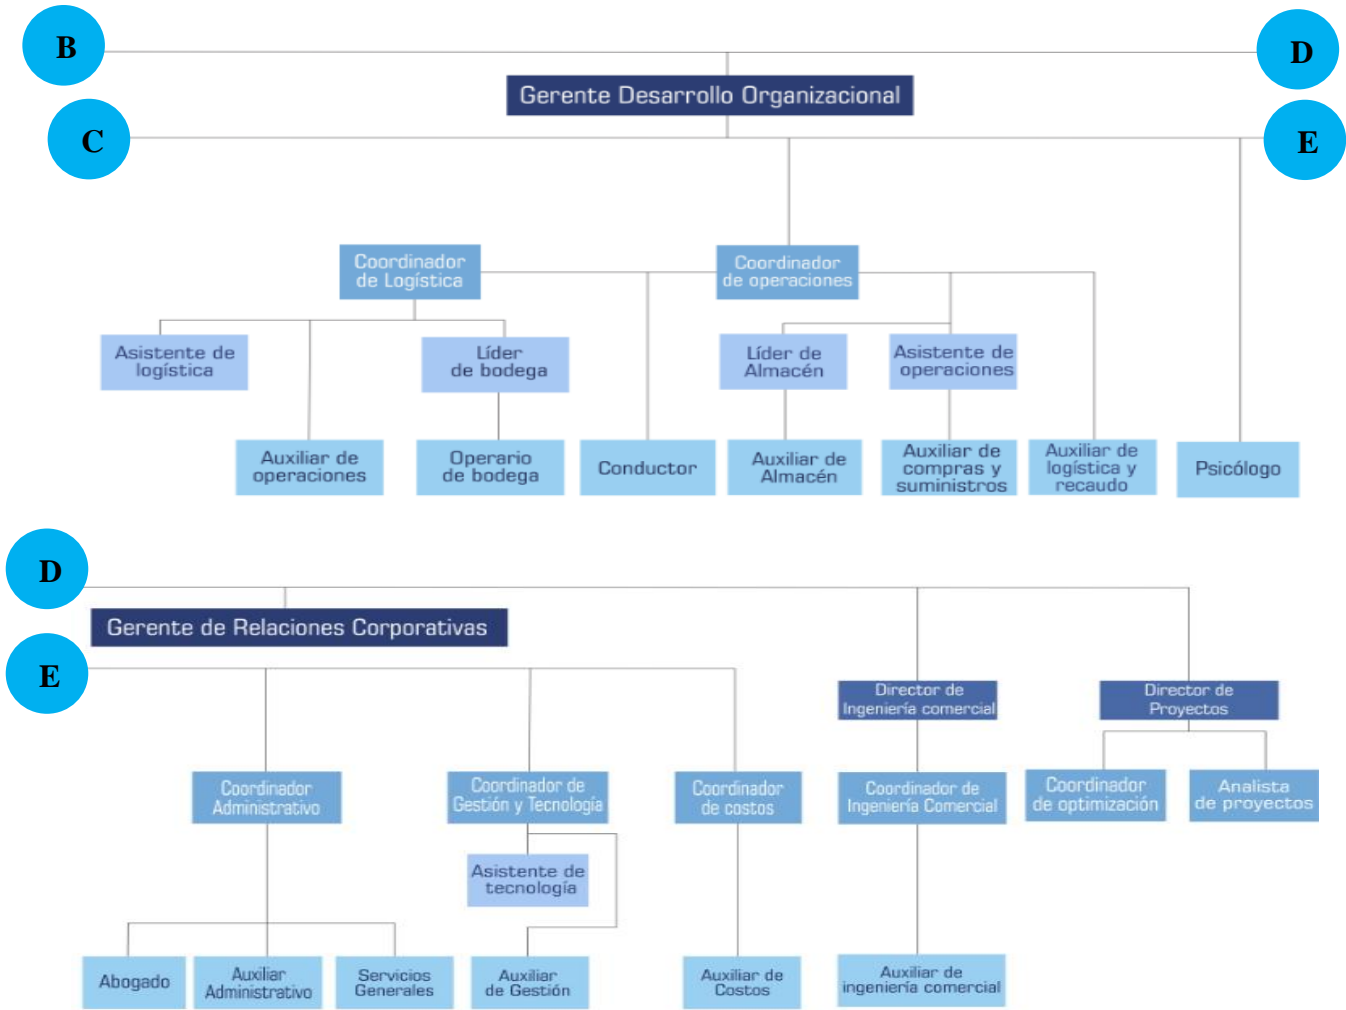 B
D
Gerente Desarrollo Organizacional
C
E
Coordinador
de Logística
Coordinador
de operaciones
Asistente de
logística
Líder
de bodega
Líder de
Almacén
Asistente de
operaciones
Auxiliar de
operaciones
Operario
de bodega
Conductor
Auxiliar de
Almacén
Auxiliar de
compras y
suministros
Auxiliar de
logística y
recaudo
Psicólogo
D
Gerente de Relaciones Corporativas
E
Director de
Ingeniería comercial
Director de
Proyectos
Coordinador
Administrativo
Coordinador de
Gestión y Tecnología
Coordinador
de costos
Coordinador de
Ingeniería Comercial
Coordinador
de optimización
Analista
de proyectos
Asistente de
tecnología
Abogado
Auxiliar
Administrativo
Servicios
Generales
Auxiliar
de Gestión
Auxiliar de
Costos
Auxiliar de
ingeniería comercial